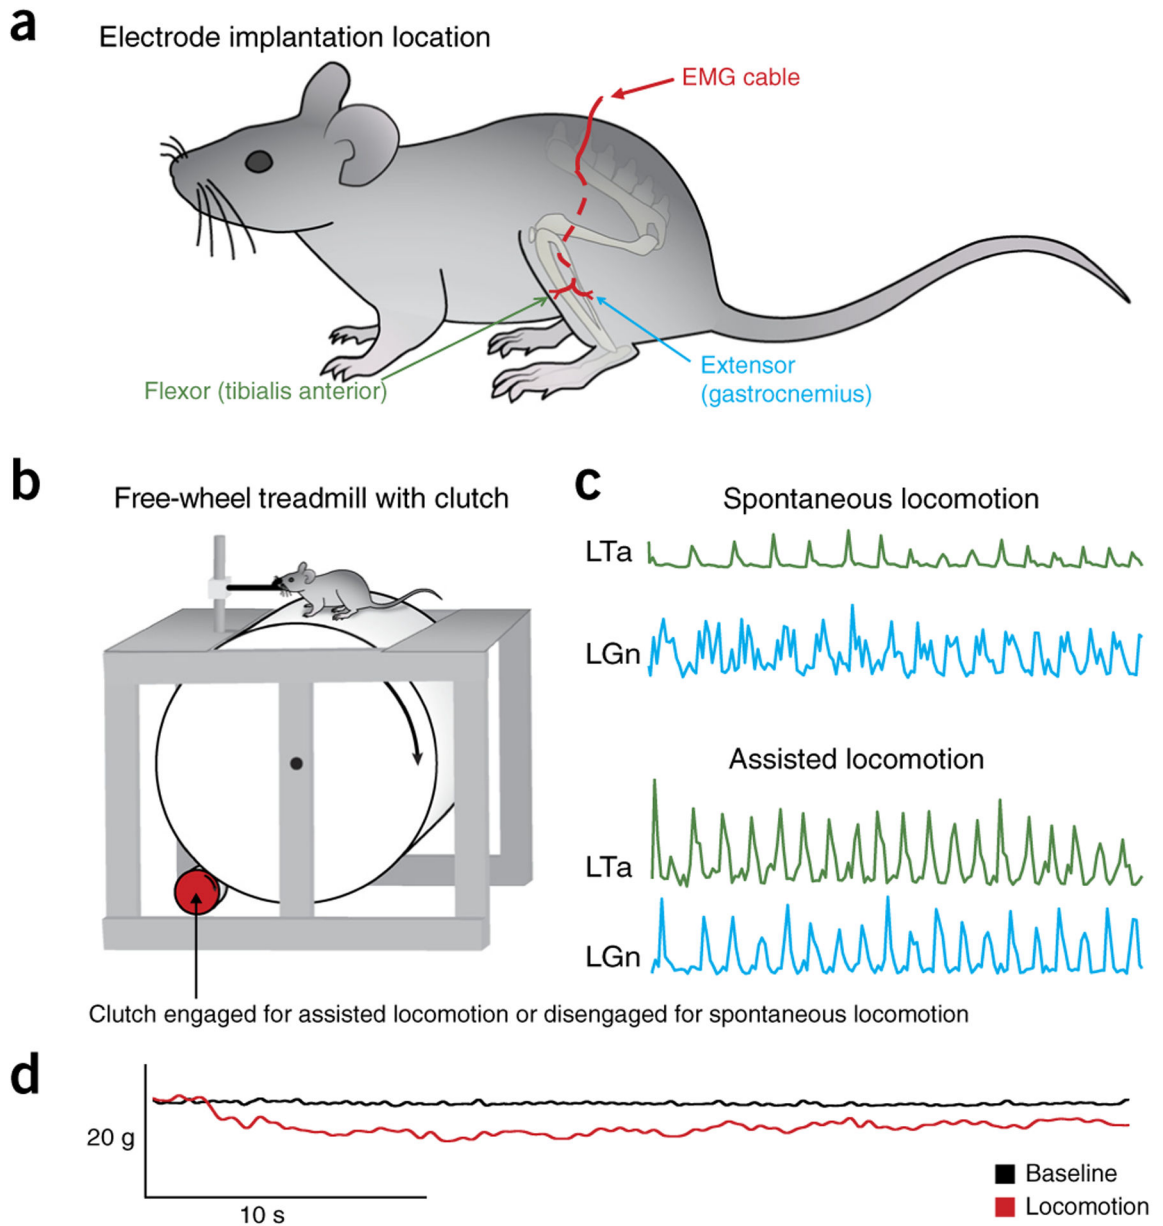 a
Electrode implantation location
EMG cable
Extensor
(gastrocnemius)
Flexor (tibialis anterior)
b
Free-wheel treadmill with clutch
Clutch engaged for assisted locomotion or disengaged for spontaneous locomotion
c
Spontaneous locomotion
LTa
LGn
Assisted locomotion
LTa
LGn
d
20 g
10 s
Baseline
Locomotion